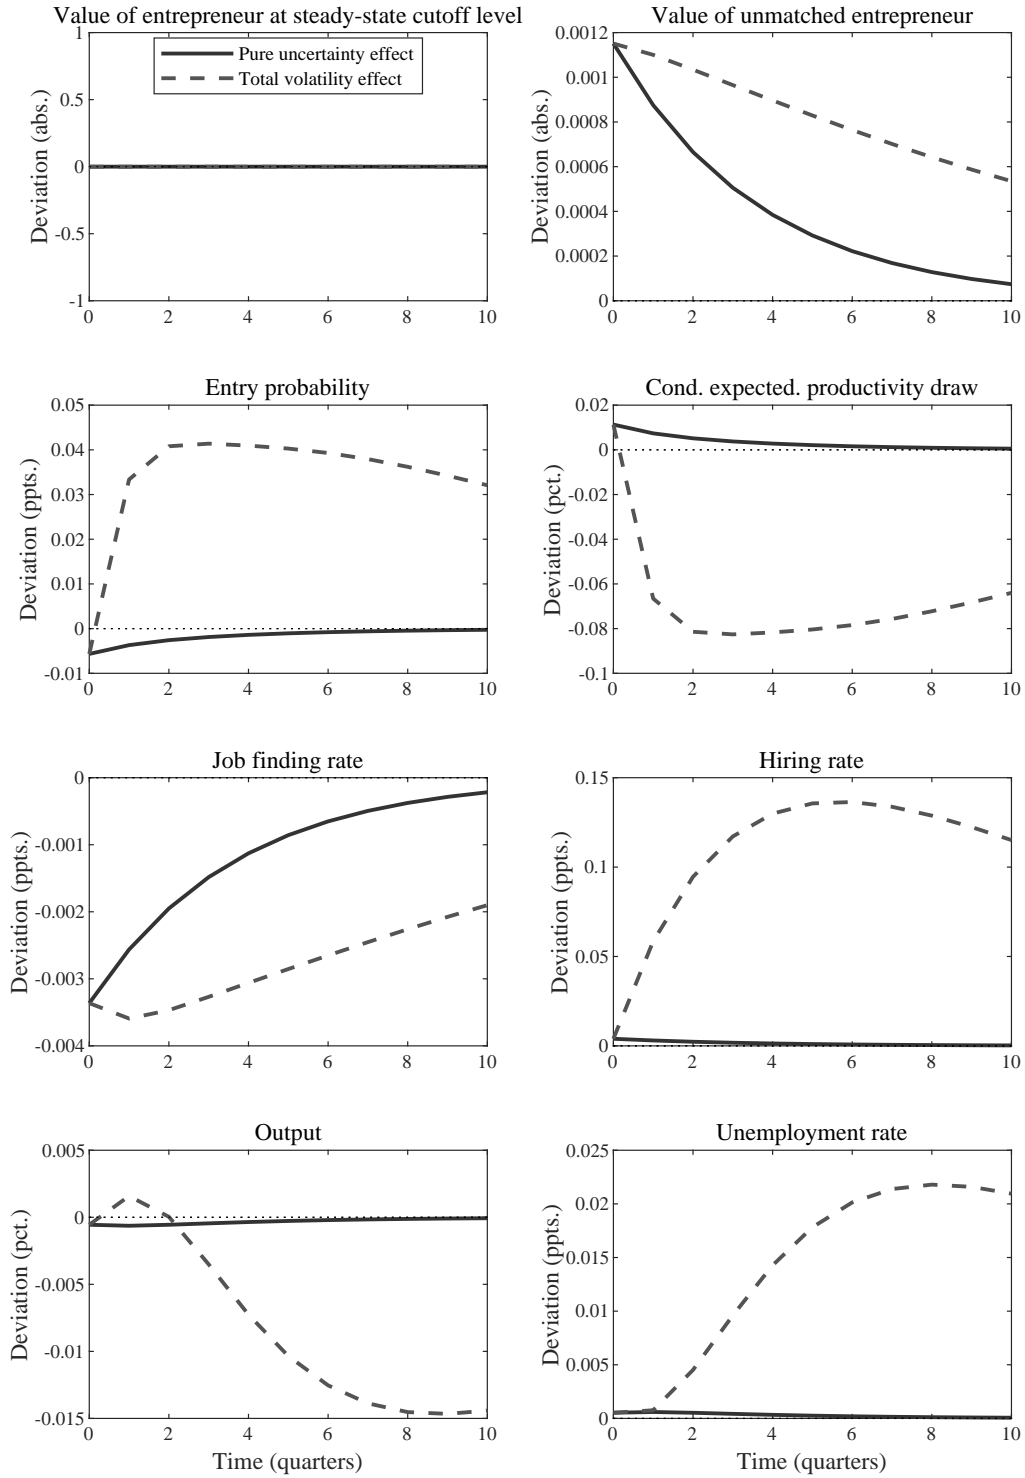 Value of entrepreneur at steady-state cutoff level
Value of unmatched entrepreneur
Pure uncertainty effect
Total volatility effect
Deviation (abs.)
1
0.5
0
-0.5
-1
0 2 4 6 8 10
Deviation (abs.)
0.0012
0.001
0.0008
0.0006
0.0004
0.0002
0
0 2 4 6 8 10
Entry probability
Cond. expected. productivity draw
Deviation (ppts.)
0.05
0.04
0.03
0.02
0.01
0
-0.01
0 2 4 6 8 10
Deviation (pct.)
0.02
0
-0.02
-0.04
-0.06
-0.08
-0.1
0 2 4 6 8 10
Job finding rate
Hiring rate
Deviation (ppts.)
0
-0.001
-0.002
-0.003
-0.004
0 2 4 6 8 10
Deviation (ppts.)
0.15
0.1
0.05
0
0 2 4 6 8 10
Output
Unemployment rate
Deviation (pct.)
0.005
0
-0.005
-0.01
-0.015
0 2 4 6 8 10
Time (quarters)
Deviation (ppts.)
0.025
0.02
0.015
0.01
0.005
0
0 2 4 6 8 10
Time (quarters)